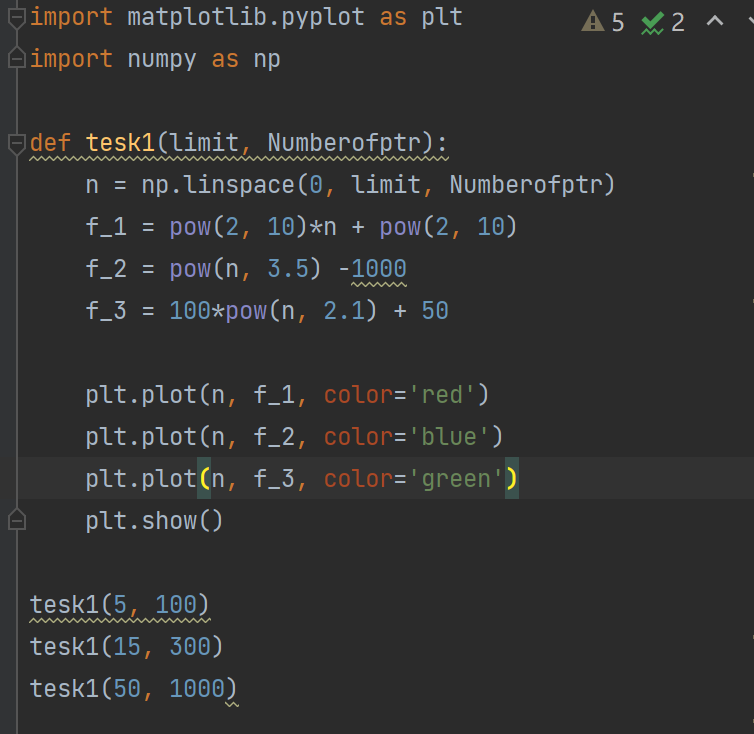 import matplotlib.pyplot as plt
5 2
import numpy as np
def tesk1(limit, Numberofptr):
    n = np.linspace(0, limit, Numberofptr)
    f_1 = pow(2, 10)*n + pow(2, 10)
    f_2 = pow(n, 3.5) -1000
    f_3 = 100*pow(n, 2.1) + 50
    plt.plot(n, f_1, color='red')
    plt.plot(n, f_2, color='blue')
    plt.plot(n, f_3, color='green')
    plt.show()
tesk1(5, 100)
tesk1(15, 300)
tesk1(50, 1000)